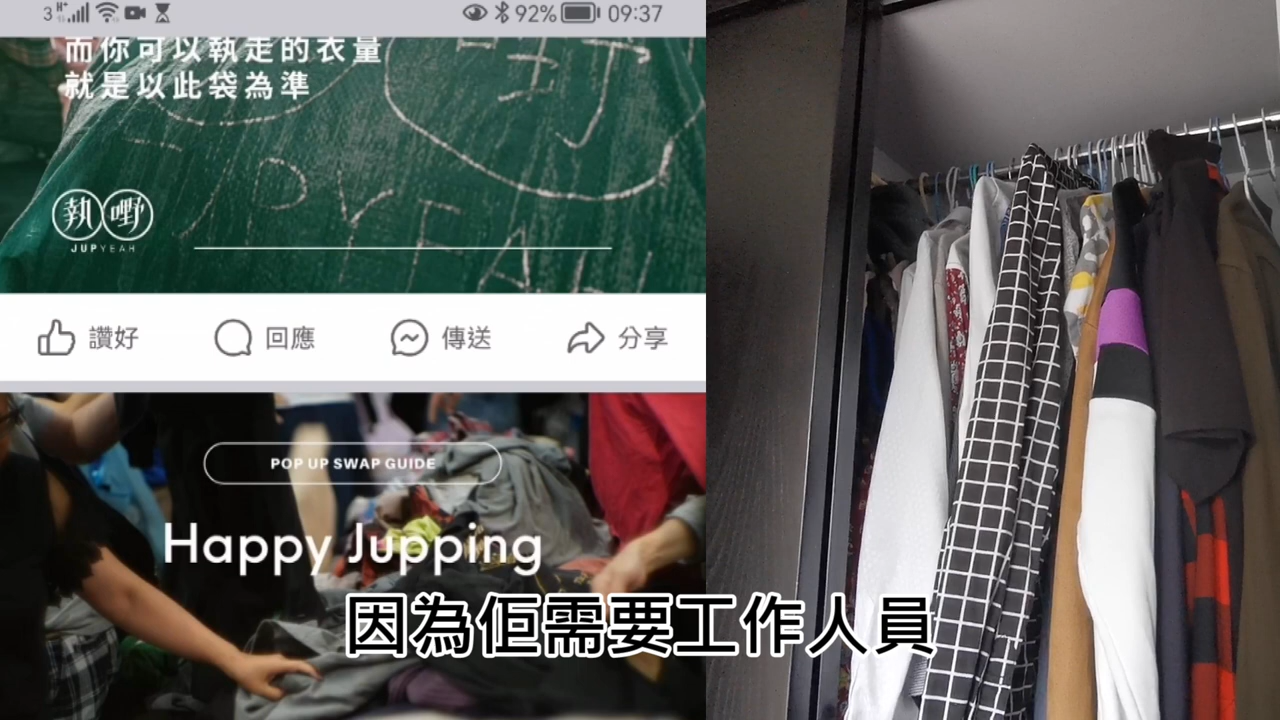 3 H+ 92% 09:37
而你可以執走的衣量
就是以此袋為準
JUPYEAH
執嘢
JUPYEAH
讚好 回應 傳送 分享
POP UP SWAP GUIDE
Happy Jupping
因為佢需要工作人員